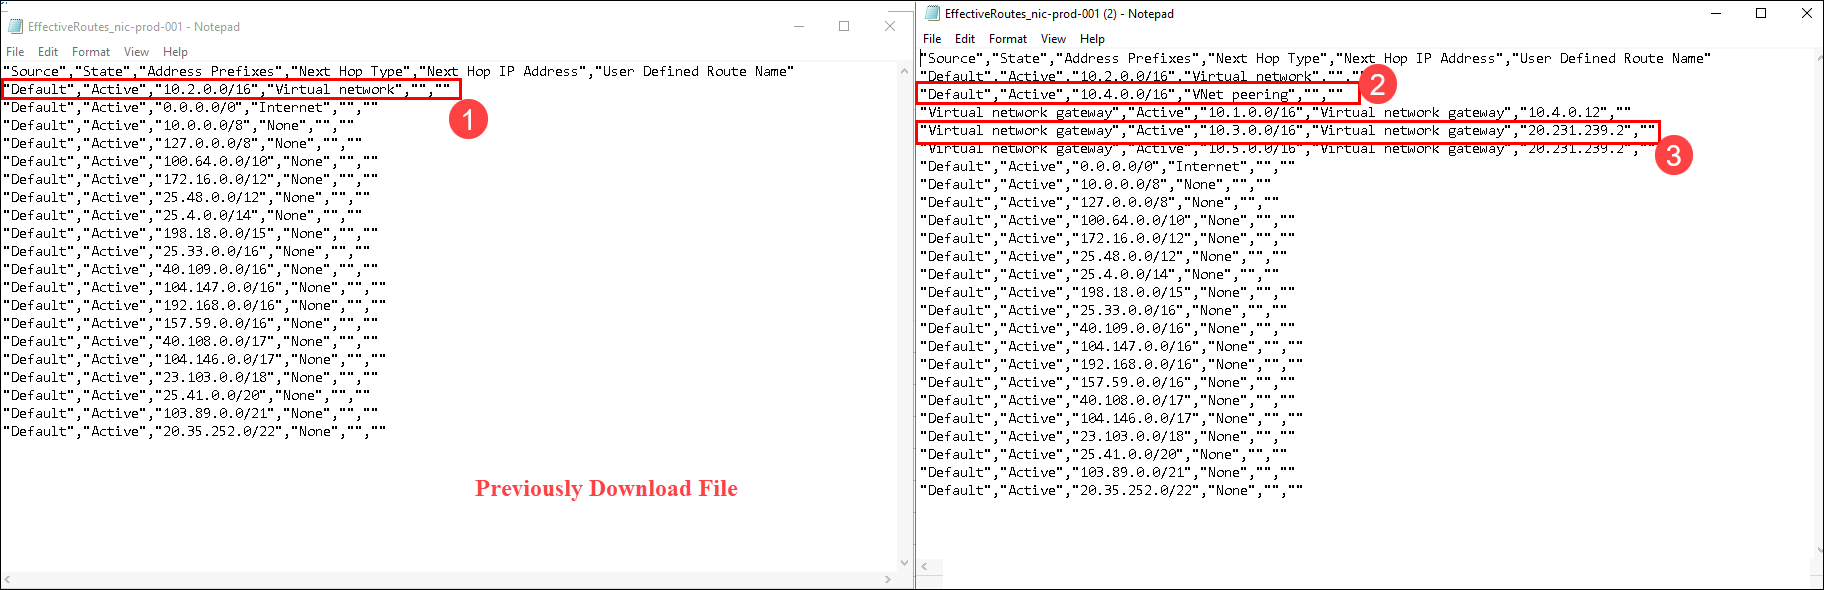 EffectiveRoutes_nic-prod-001 - Notepad
File Edit Format View Help
"Source","State","Address Prefixes","Next Hop Type","Next Hop IP Address","User Defined Route Name"
"Default","Active","10.2.0.0/16","Virtual network","",""
1
"Default","Active","0.0.0.0/0","Internet","",""
"Default","Active","10.0.0.0/8","None","",""
"Default","Active","127.0.0.0/8","None","",""
"Default","Active","100.64.0.0/10","None","",""
"Default","Active","172.16.0.0/12","None","",""
"Default","Active","25.48.0.0/12","None","",""
"Default","Active","25.4.0.0/14","None","",""
"Default","Active","198.18.0.0/15","None","",""
"Default","Active","25.33.0.0/16","None","",""
"Default","Active","40.109.0.0/16","None","",""
"Default","Active","104.147.0.0/16","None","",""
"Default","Active","192.168.0.0/16","None","",""
"Default","Active","157.59.0.0/16","None","",""
"Default","Active","40.108.0.0/17","None","",""
"Default","Active","104.146.0.0/17","None","",""
"Default","Active","23.103.0.0/18","None","",""
"Default","Active","25.41.0.0/20","None","",""
"Default","Active","103.89.0.0/21","None","",""
"Default","Active","20.35.252.0/22","None","",""
Previously Download File
EffectiveRoutes_nic-prod-001 (2) - Notepad
File Edit Format View Help
"Source","State","Address Prefixes","Next Hop Type","Next Hop IP Address","User Defined Route Name"
"Default","Active","10.2.0.0/16","Virtual network","",""
2
"Default","Active","10.4.0.0/16","VNet peering","",""
"Virtual network gateway","Active","10.1.0.0/16","Virtual network gateway","10.4.0.12",""
"Virtual network gateway","Active","10.3.0.0/16","Virtual network gateway","20.231.239.2",""
3
"Virtual network gateway","Active","10.5.0.0/16","Virtual network gateway","20.231.239.2",""
"Default","Active","0.0.0.0/0","Internet","",""
"Default","Active","10.0.0.0/8","None","",""
"Default","Active","127.0.0.0/8","None","",""
"Default","Active","100.64.0.0/10","None","",""
"Default","Active","172.16.0.0/12","None","",""
"Default","Active","25.48.0.0/12","None","",""
"Default","Active","25.4.0.0/14","None","",""
"Default","Active","198.18.0.0/15","None","",""
"Default","Active","25.33.0.0/16","None","",""
"Default","Active","40.109.0.0/16","None","",""
"Default","Active","104.147.0.0/16","None","",""
"Default","Active","192.168.0.0/16","None","",""
"Default","Active","157.59.0.0/16","None","",""
"Default","Active","40.108.0.0/17","None","",""
"Default","Active","104.146.0.0/17","None","",""
"Default","Active","23.103.0.0/18","None","",""
"Default","Active","25.41.0.0/20","None","",""
"Default","Active","103.89.0.0/21","None","",""
"Default","Active","20.35.252.0/22","None","",""